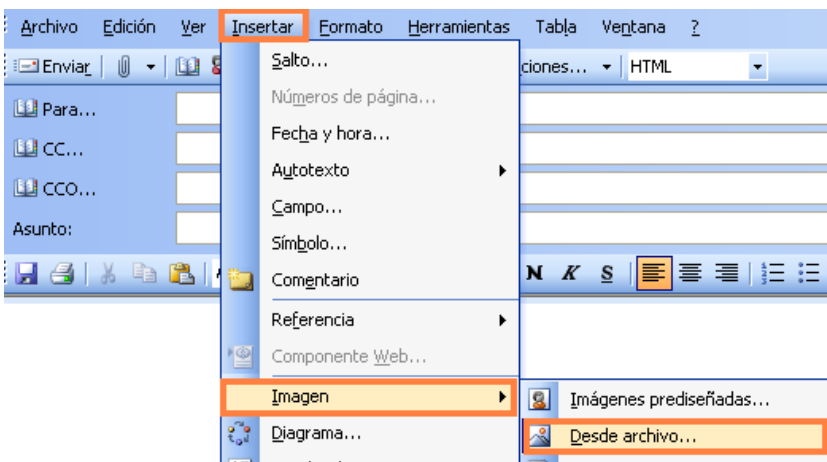 Archivo Edición Ver Insertar Formato Herramientas Tabla Ventana ?
Enviar HTML
Para...
CC...
CCO...
Asunto:
Salto...
Números de página...
Fecha y hora...
Autotexto
Campo...
Símbolo...
Comentario
Referencia
Componente Web...
Imagen
Diagrama...
ciones...
N K S
Imágenes prediseñadas...
Desde archivo...